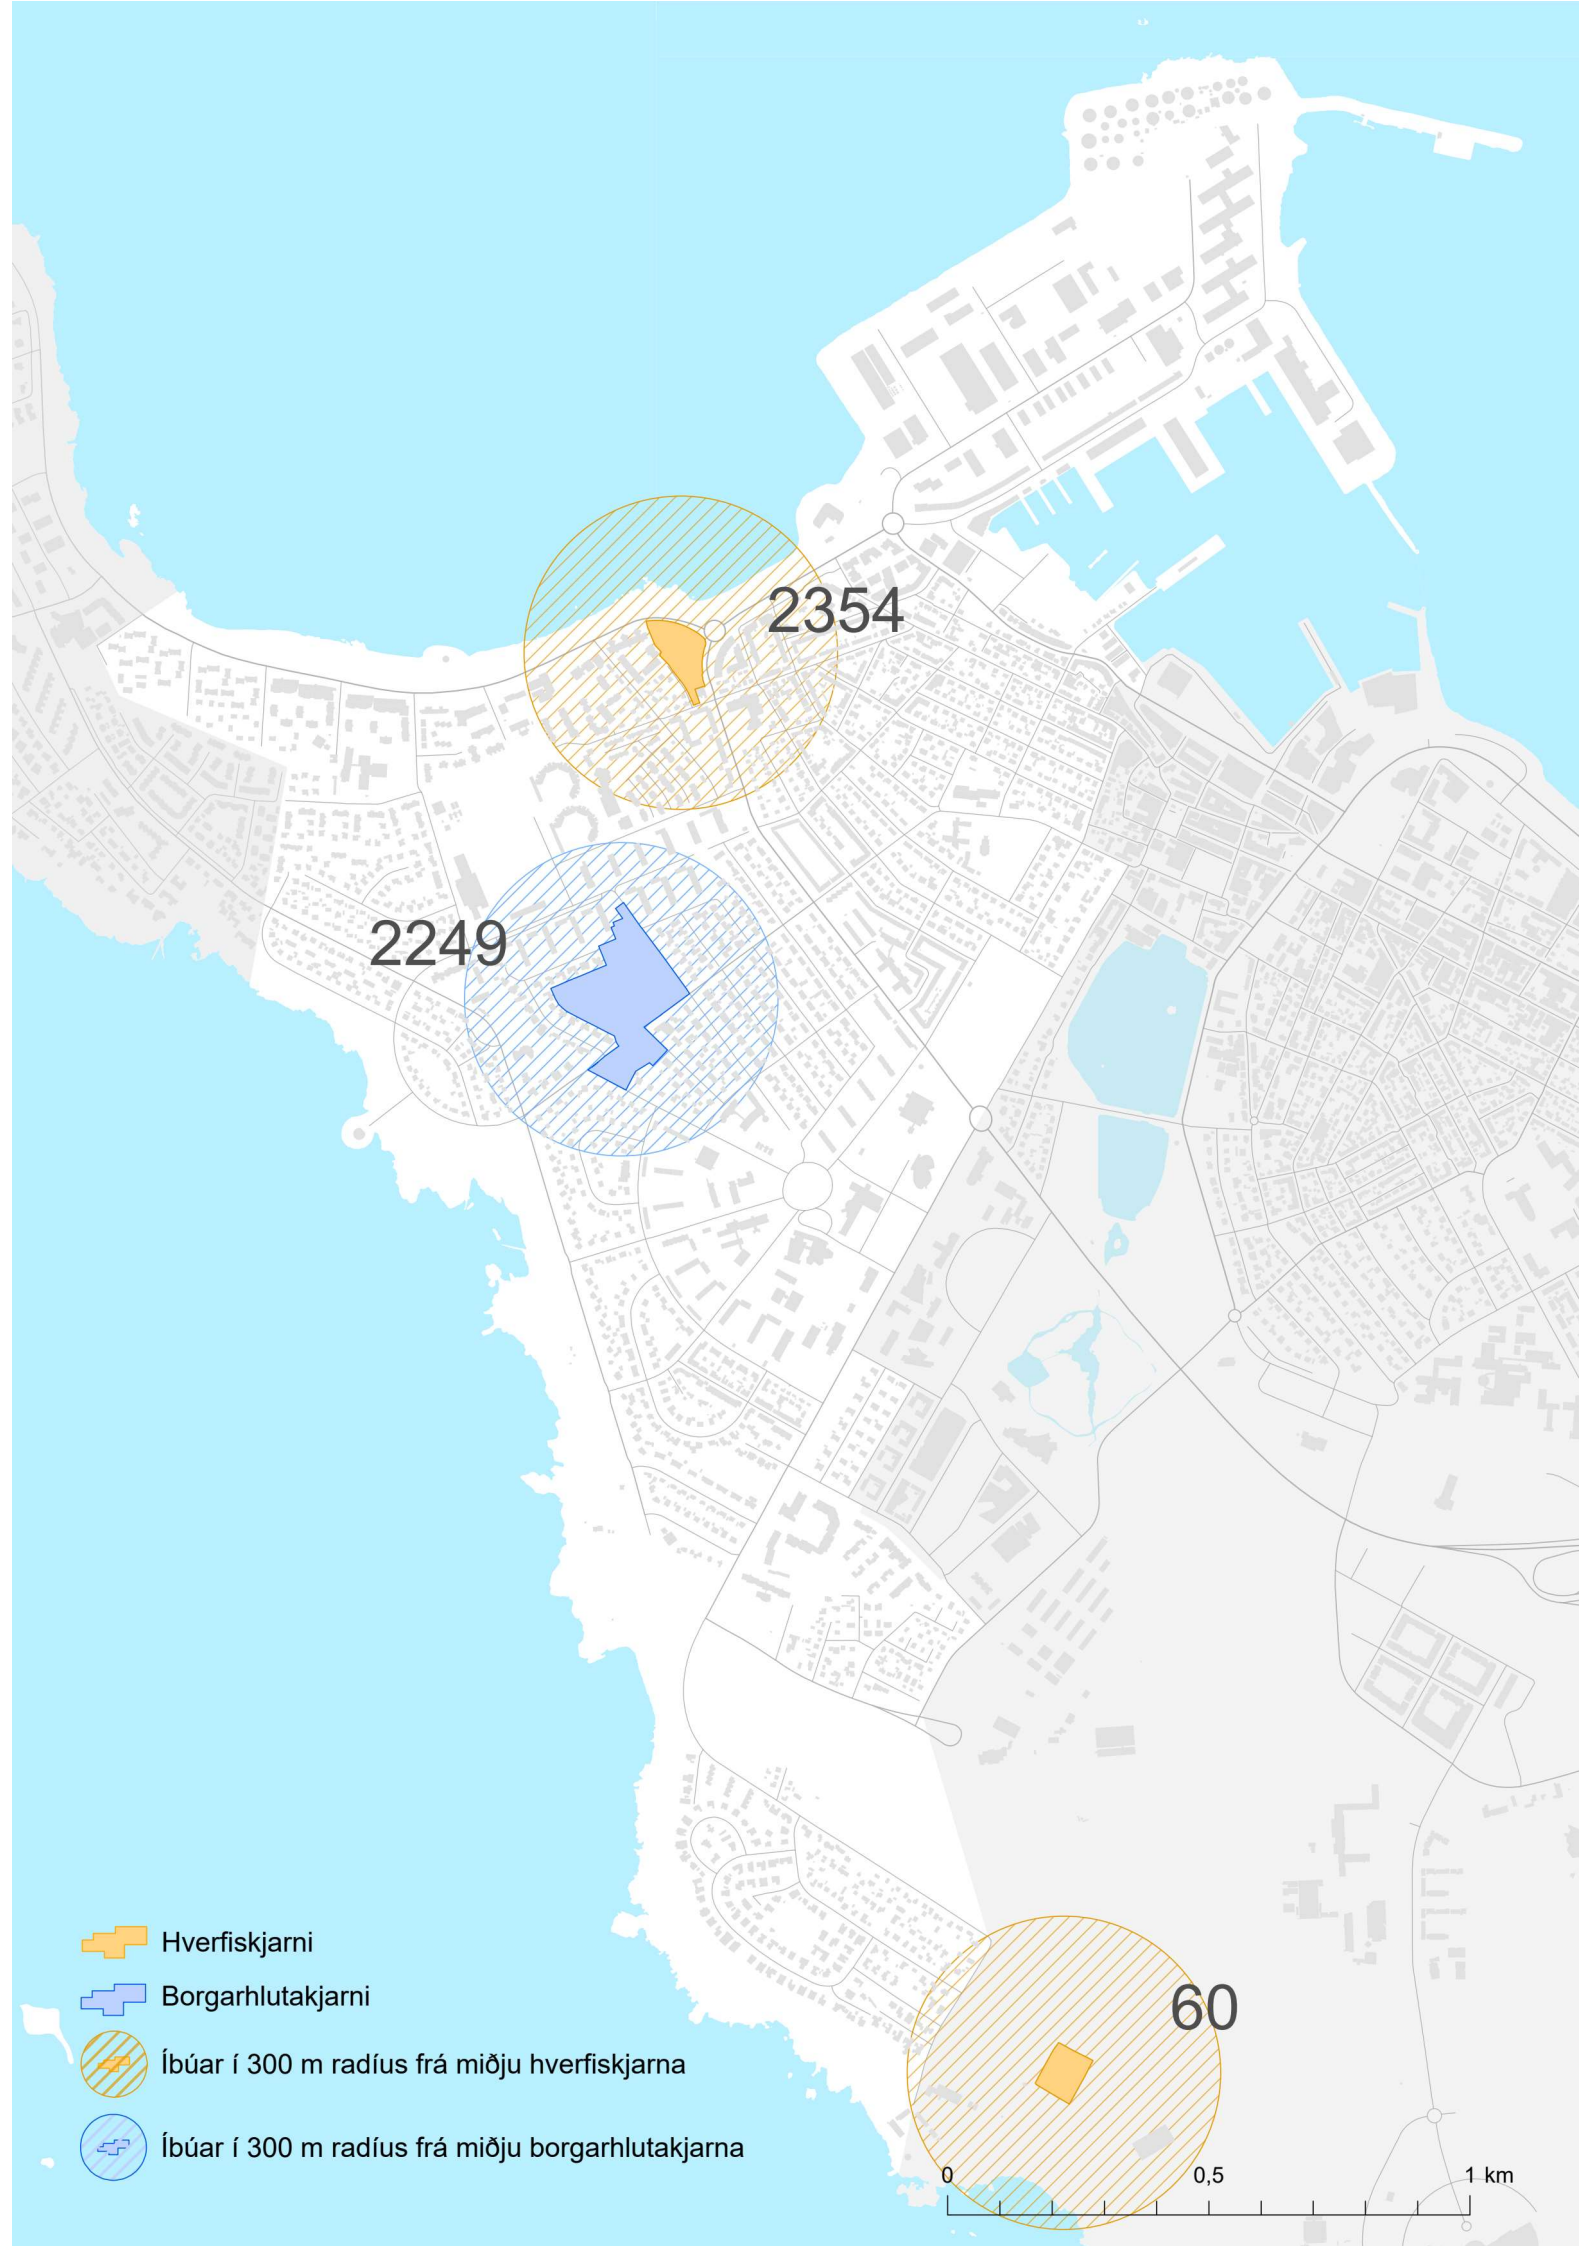 2354
2249
60
Hverfiskjarni
Borgarhlutakjarni
Íbúar í 300 m radíus frá miðju hverfiskjarna
Íbúar í 300 m radíus frá miðju borgarhlutakjarna
0 0,5 1 km